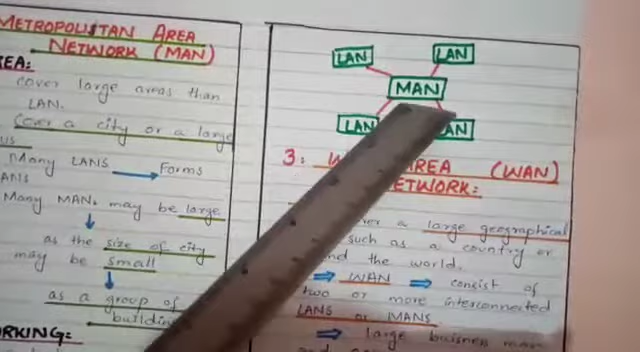 METROPOLITAN AREA
NETWORK (MAN)
cover large areas than
LAN.
Cover a city or a large
Many LANS → Forms
Many MANs may be large
as the size of city
may be small
as a group of
LAN LAN
MAN
LAN
3. AREA (WAN)
NETWORK:
a large geographical
such as a country or
the world.
⇒ WAN ⇒ consist of
two or more interconnected
LANS or MANS
⇒ large